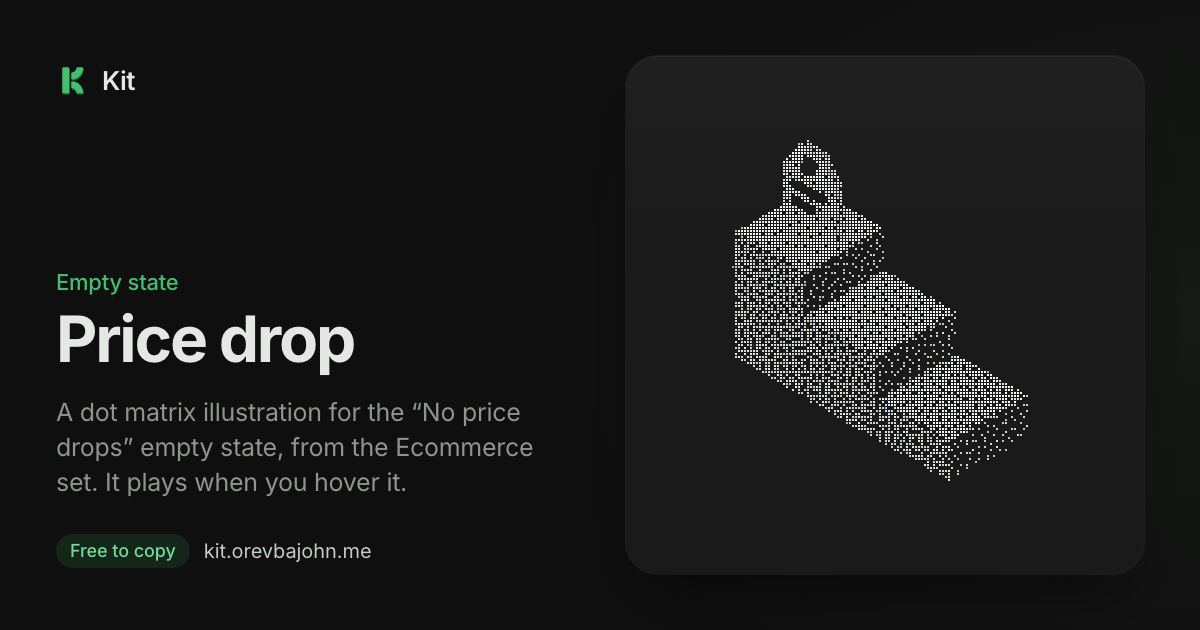 Kit
Empty state
Price drop
A dot matrix illustration for the “No price
drops” empty state, from the Ecommerce
set. It plays when you hover it.
Free to copy
kit.orevbajohn.me